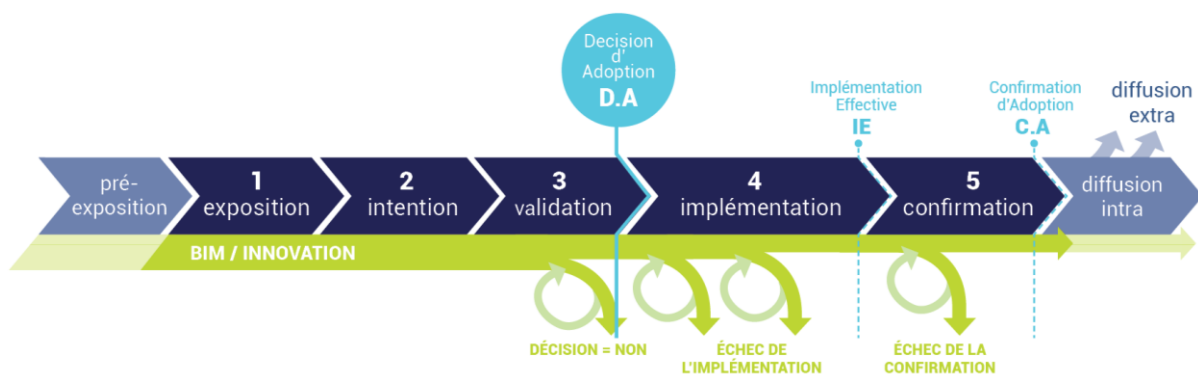 Decision
d'
Adoption
D.A
Implémentation
Effective
IE
Confirmation
d'Adoption
C.A
diffusion
extra
pré-
exposition
1
exposition
2
intention
3
validation
4
implémentation
5
confirmation
diffusion
intra
BIM / INNOVATION
DÉCISION = NON
ÉCHEC DE
L'IMPLÉMENTATION
ÉCHEC DE LA
CONFIRMATION